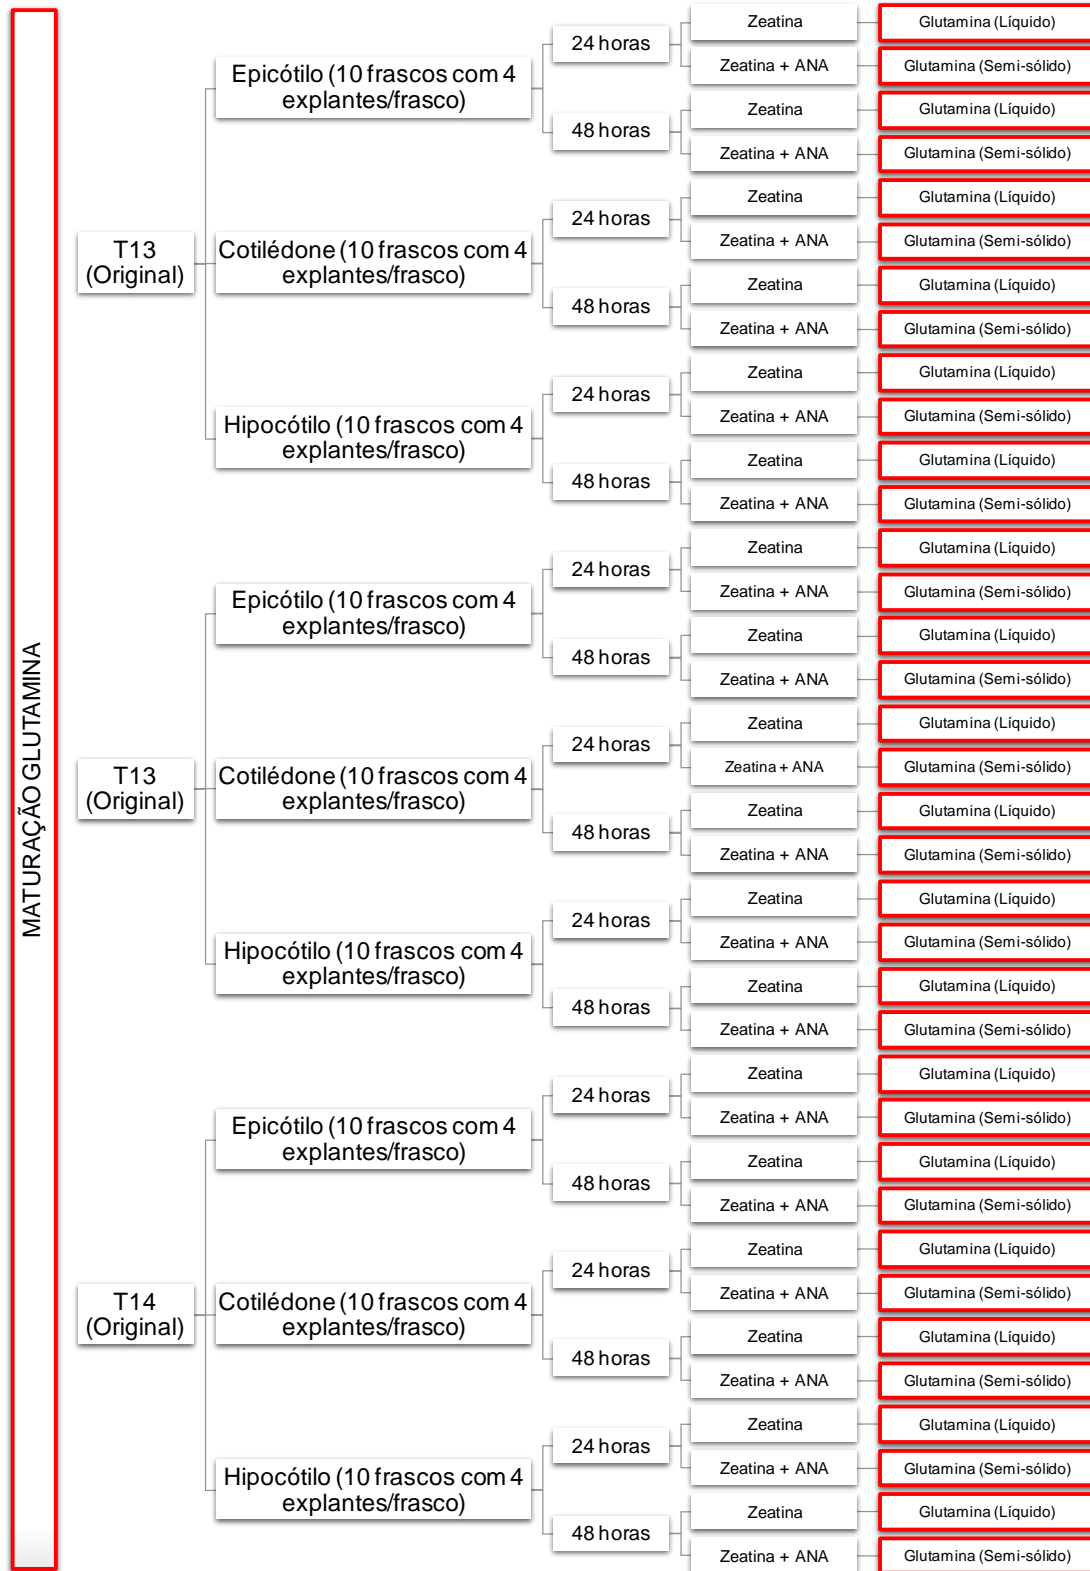 MATURAÇÃO GLUTAMINA
T13
(Original)
Epicótilo (10 frascos com 4
explantes/frasco)
24 horas
Zeatina
Glutamina (Líquido)
Zeatina + ANA
Glutamina (Semi-sólido)
48 horas
Zeatina
Glutamina (Líquido)
Zeatina + ANA
Glutamina (Semi-sólido)
Cotilédone (10 frascos com 4
explantes/frasco)
24 horas
Zeatina
Glutamina (Líquido)
Zeatina + ANA
Glutamina (Semi-sólido)
48 horas
Zeatina
Glutamina (Líquido)
Zeatina + ANA
Glutamina (Semi-sólido)
Hipocótilo (10 frascos com 4
explantes/frasco)
24 horas
Zeatina
Glutamina (Líquido)
Zeatina + ANA
Glutamina (Semi-sólido)
48 horas
Zeatina
Glutamina (Líquido)
Zeatina + ANA
Glutamina (Semi-sólido)
T13
(Original)
Epicótilo (10 frascos com 4
explantes/frasco)
24 horas
Zeatina
Glutamina (Líquido)
Zeatina + ANA
Glutamina (Semi-sólido)
48 horas
Zeatina
Glutamina (Líquido)
Zeatina + ANA
Glutamina (Semi-sólido)
Cotilédone (10 frascos com 4
explantes/frasco)
24 horas
Zeatina
Glutamina (Líquido)
Zeatina + ANA
Glutamina (Semi-sólido)
48 horas
Zeatina
Glutamina (Líquido)
Zeatina + ANA
Glutamina (Semi-sólido)
Hipocótilo (10 frascos com 4
explantes/frasco)
24 horas
Zeatina
Glutamina (Líquido)
Zeatina + ANA
Glutamina (Semi-sólido)
48 horas
Zeatina
Glutamina (Líquido)
Zeatina + ANA
Glutamina (Semi-sólido)
T14
(Original)
Epicótilo (10 frascos com 4
explantes/frasco)
24 horas
Zeatina
Glutamina (Líquido)
Zeatina + ANA
Glutamina (Semi-sólido)
48 horas
Zeatina
Glutamina (Líquido)
Zeatina + ANA
Glutamina (Semi-sólido)
Cotilédone (10 frascos com 4
explantes/frasco)
24 horas
Zeatina
Glutamina (Líquido)
Zeatina + ANA
Glutamina (Semi-sólido)
48 horas
Zeatina
Glutamina (Líquido)
Zeatina + ANA
Glutamina (Semi-sólido)
Hipocótilo (10 frascos com 4
explantes/frasco)
24 horas
Zeatina
Glutamina (Líquido)
Zeatina + ANA
Glutamina (Semi-sólido)
48 horas
Zeatina
Glutamina (Líquido)
Zeatina + ANA
Glutamina (Semi-sólido)